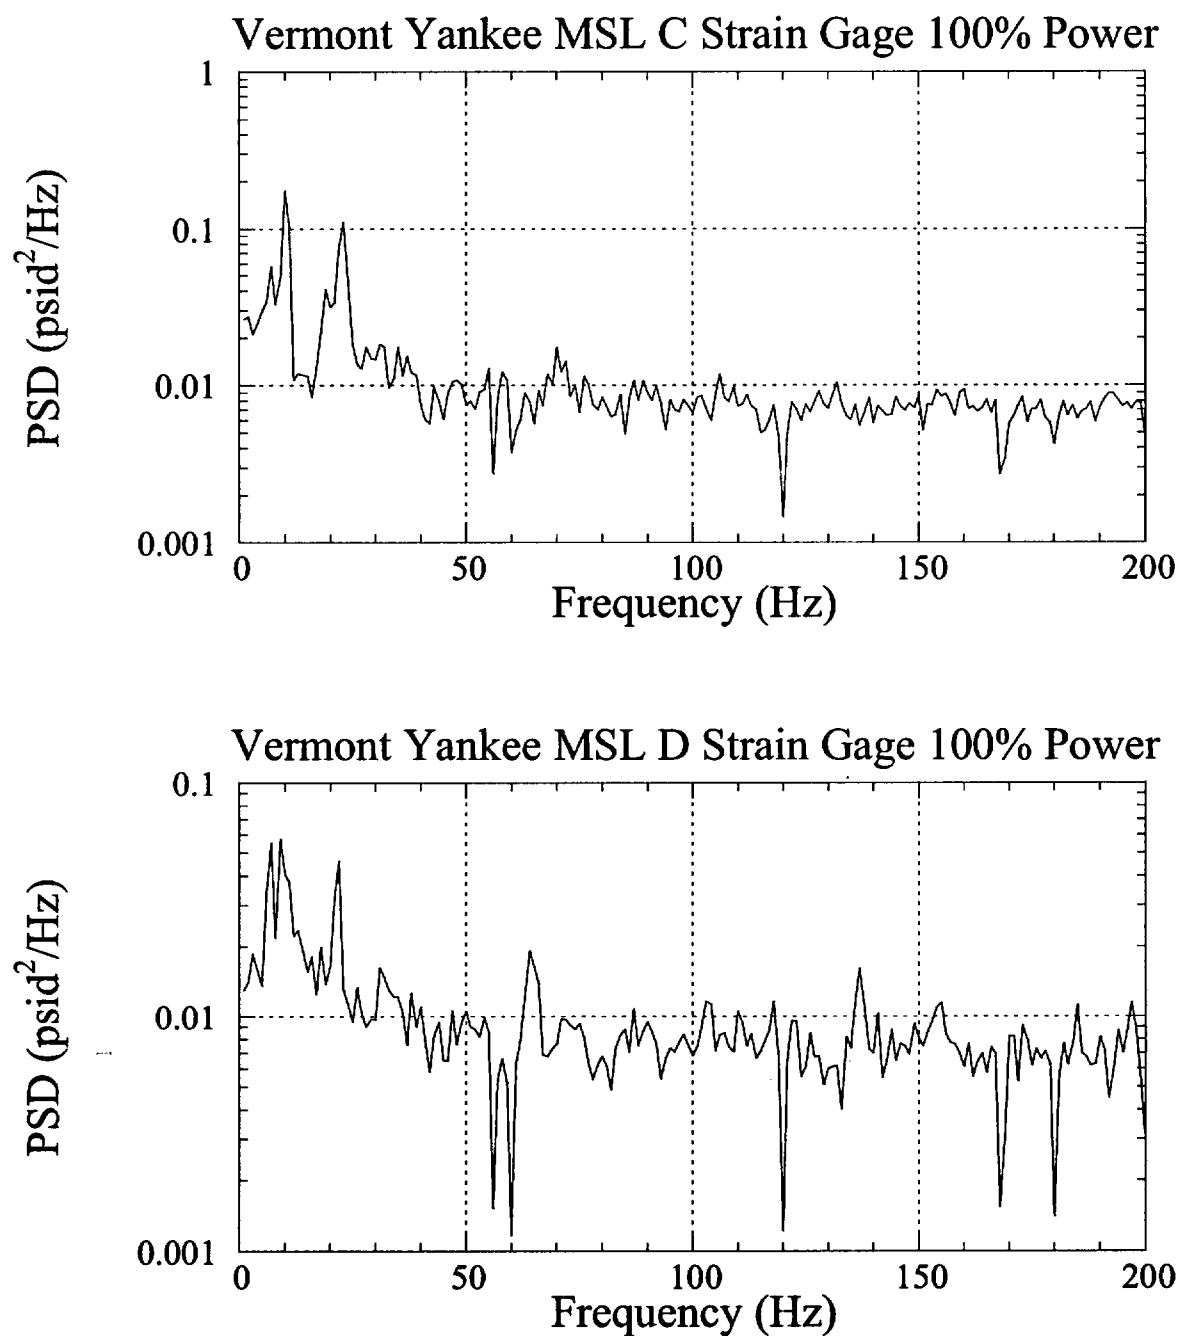 Vermont Yankee MSL C Strain Gage 100% Power
1
0.1
0.01
0.001
PSD (psid²/Hz)
0 50 100 150 200
Frequency (Hz)
Vermont Yankee MSL D Strain Gage 100% Power
0.1
0.01
0.001
PSD (psid²/Hz)
0 50 100 150 200
Frequency (Hz)